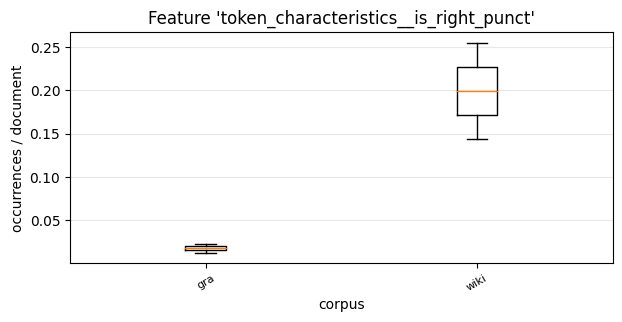 Feature 'token_characteristics__is_right_punct'
occurrences / document
0.25
0.20
0.15
0.10
0.05
gra
wiki
corpus